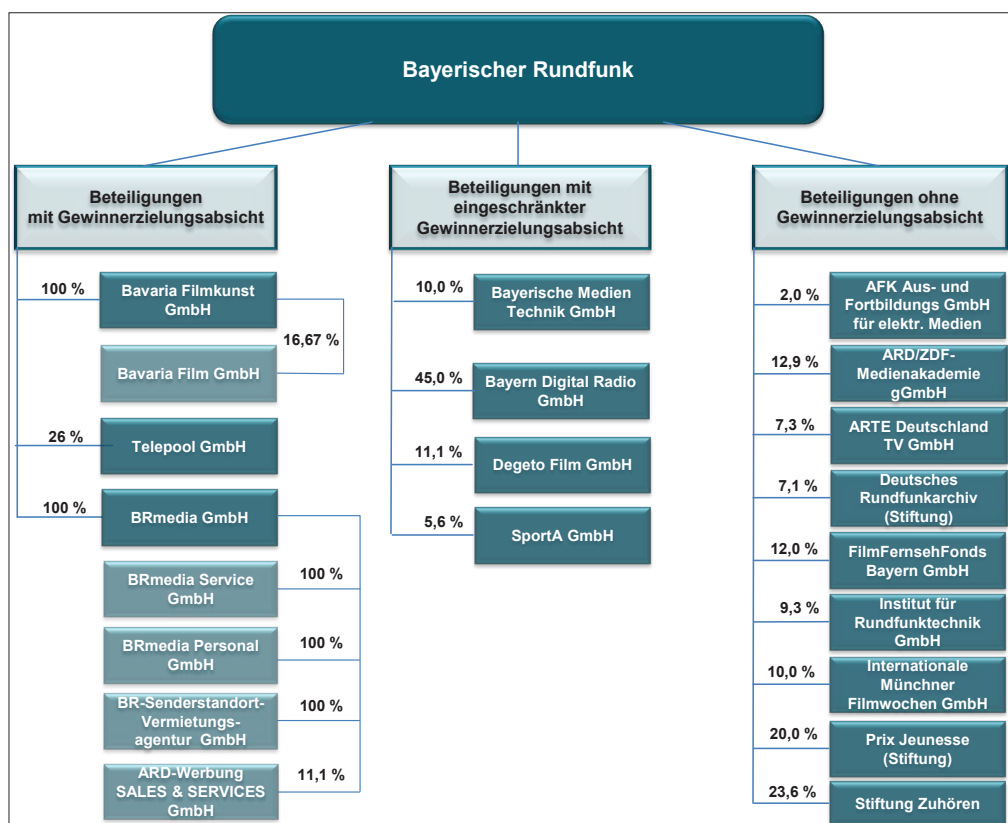 Bayerischer Rundfunk
Beteiligungen
mit Gewinnerzielungsabsicht
100 %
Bavaria Filmkunst
GmbH
16,67 %
Bavaria Film GmbH
26 %
Telepool GmbH
100 %
BRmedia GmbH
BRmedia Service
GmbH
100 %
BRmedia Personal
GmbH
100 %
BR-Senderstandort-
Vermietungs-
agentur GmbH
100 %
ARD-Werbung
SALES & SERVICES
GmbH
11,1 %
Beteiligungen mit
eingeschränkter
Gewinnerzielungsabsicht
10,0 %
Bayerische Medien
Technik GmbH
45,0 %
Bayern Digital Radio
GmbH
11,1 %
Degeto Film GmbH
5,6 %
SportA GmbH
Beteiligungen ohne
Gewinnerzielungsabsicht
2,0 %
AFK Aus- und
Fortbildungs GmbH
für elektr. Medien
12,9 %
ARD/ZDF-
Medienakademie
gGmbH
7,3 %
ARTE Deutschland
TV GmbH
7,1 %
Deutsches
Rundfunkarchiv
(Stiftung)
12,0 %
FilmFernsehFonds
Bayern GmbH
9,3 %
Institut für
Rundfunktechnik
GmbH
10,0 %
Internationale
Münchner
Filmwochen GmbH
20,0 %
Prix Jeunesse
(Stiftung)
23,6 %
Stiftung Zuhören